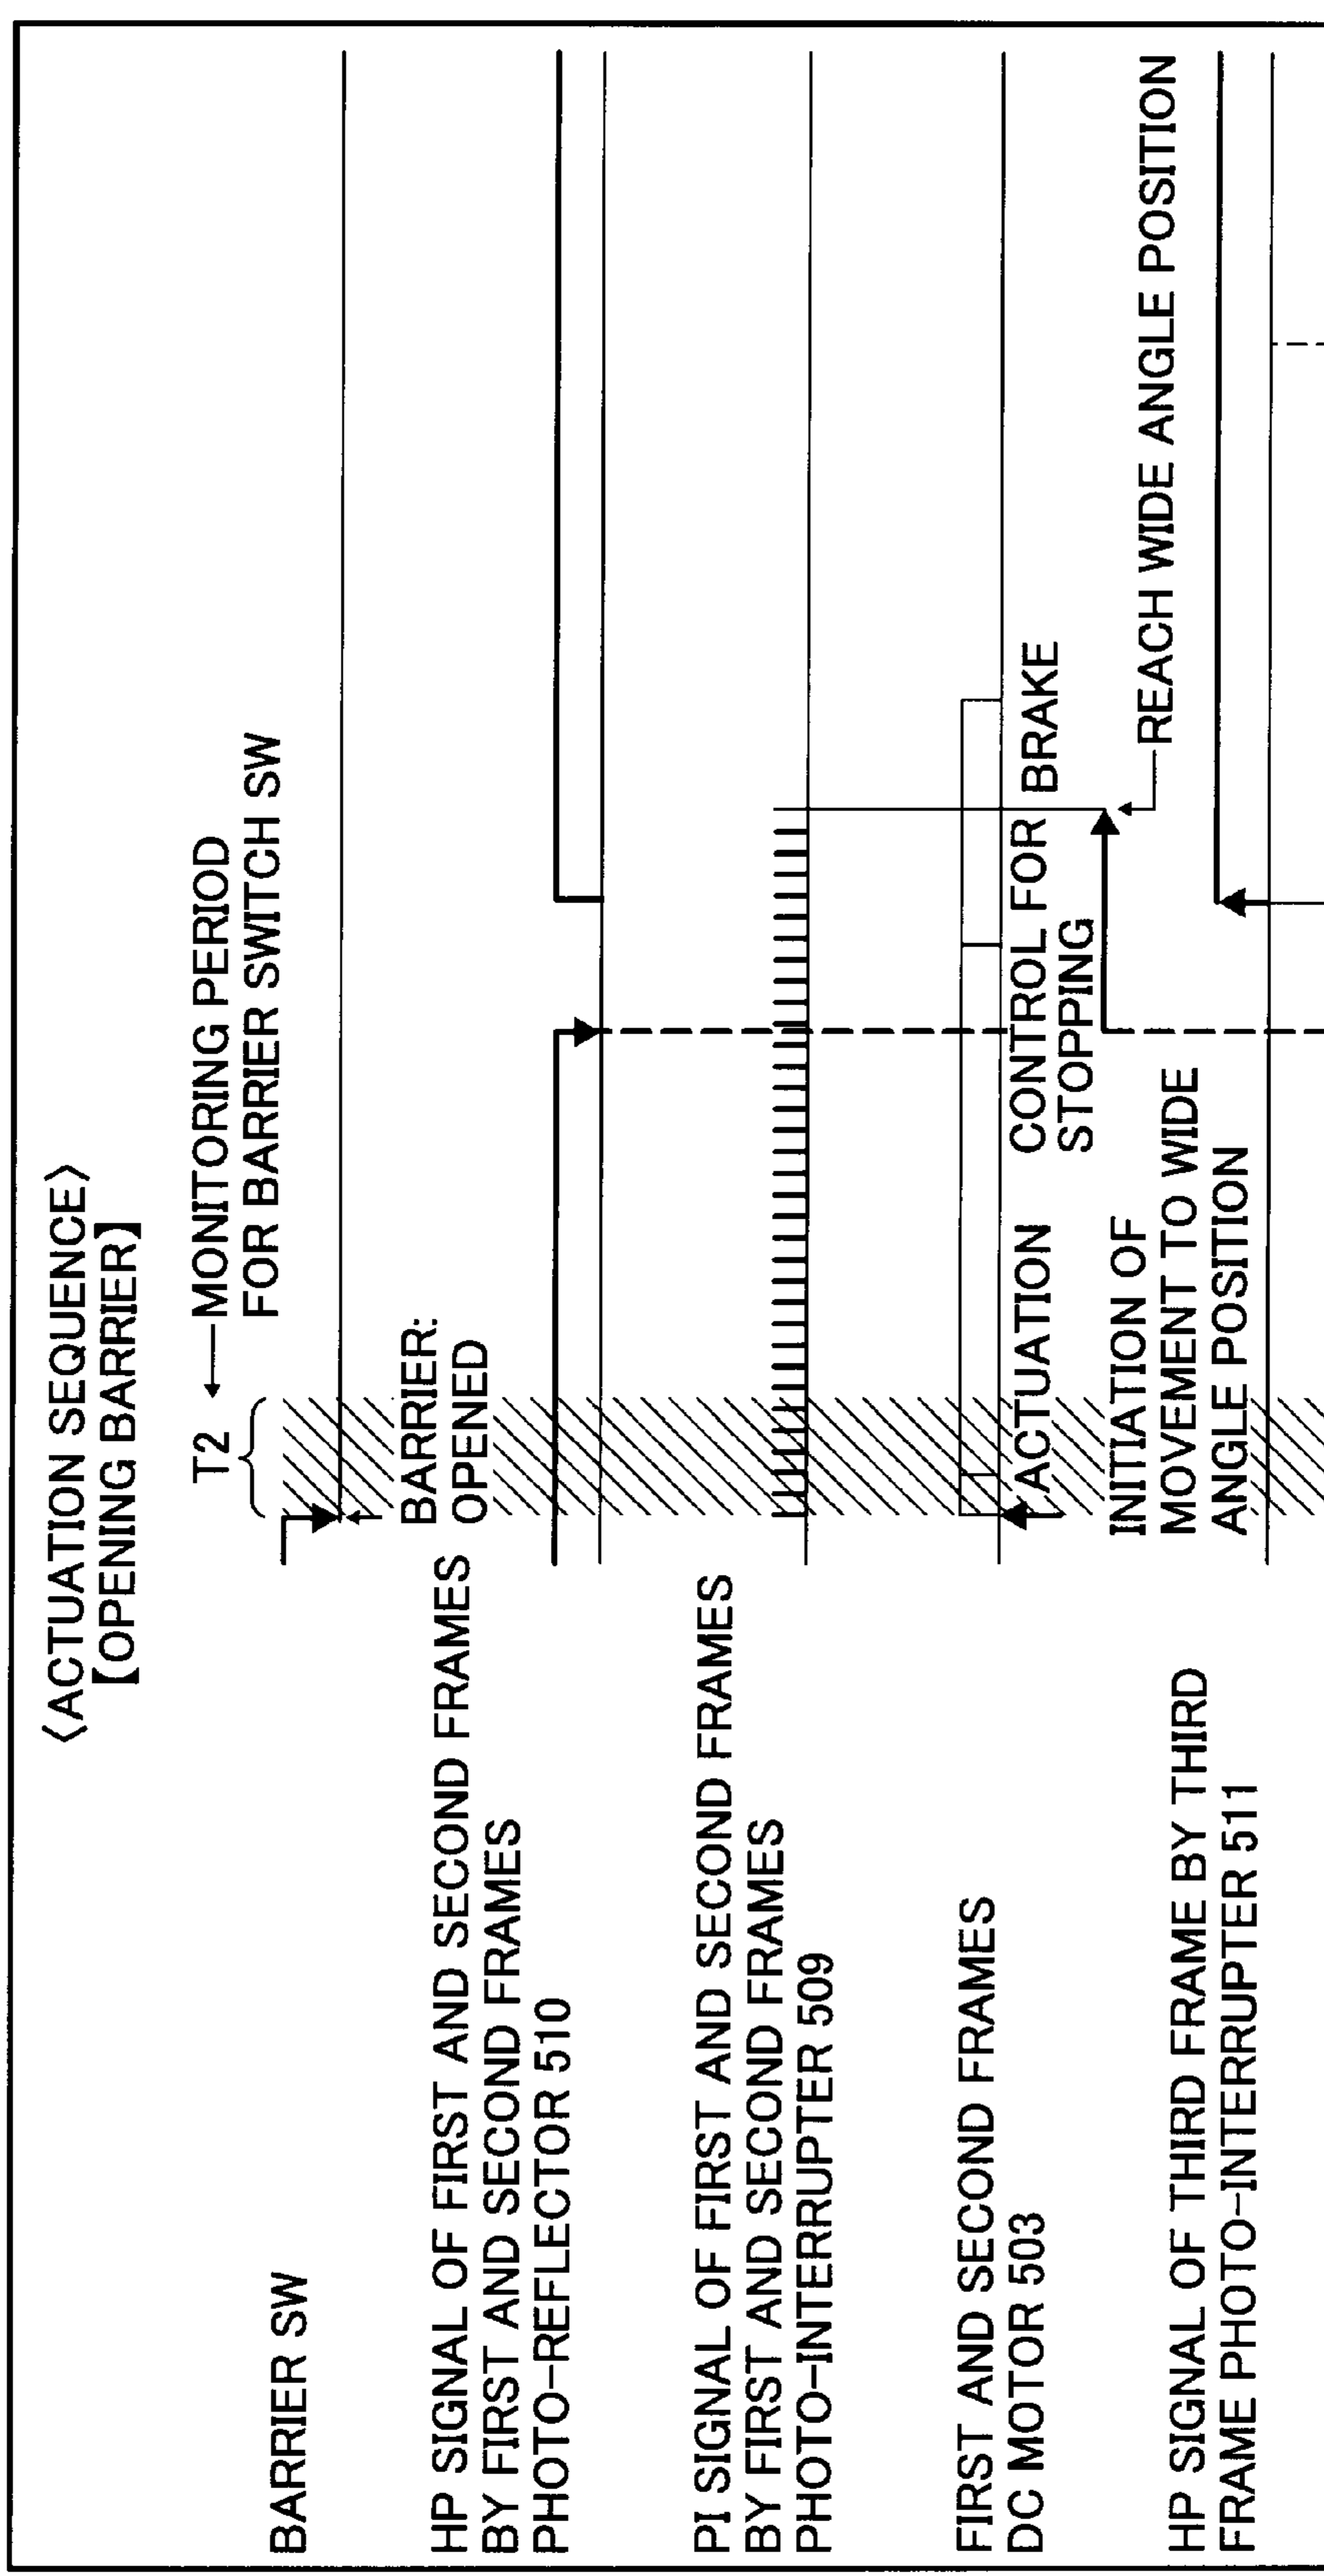 〈ACTUATION SEQUENCE〉
【OPENING BARRIER】
T2
MONITORING PERIOD
FOR BARRIER SWITCH SW
BARRIER SW
BARRIER:
OPENED
HP SIGNAL OF FIRST AND SECOND FRAMES
BY FIRST AND SECOND FRAMES
PHOTO-REFLECTOR 510
PI SIGNAL OF FIRST AND SECOND FRAMES
BY FIRST AND SECOND FRAMES
PHOTO-INTERRUPTER 509
FIRST AND SECOND FRAMES
DC MOTOR 503
ACTUATION
CONTROL FOR
STOPPING
BRAKE
INITIATION OF
MOVEMENT TO WIDE
ANGLE POSITION
REACH WIDE ANGLE POSITION
HP SIGNAL OF THIRD FRAME BY THIRD
FRAME PHOTO-INTERRUPTER 511